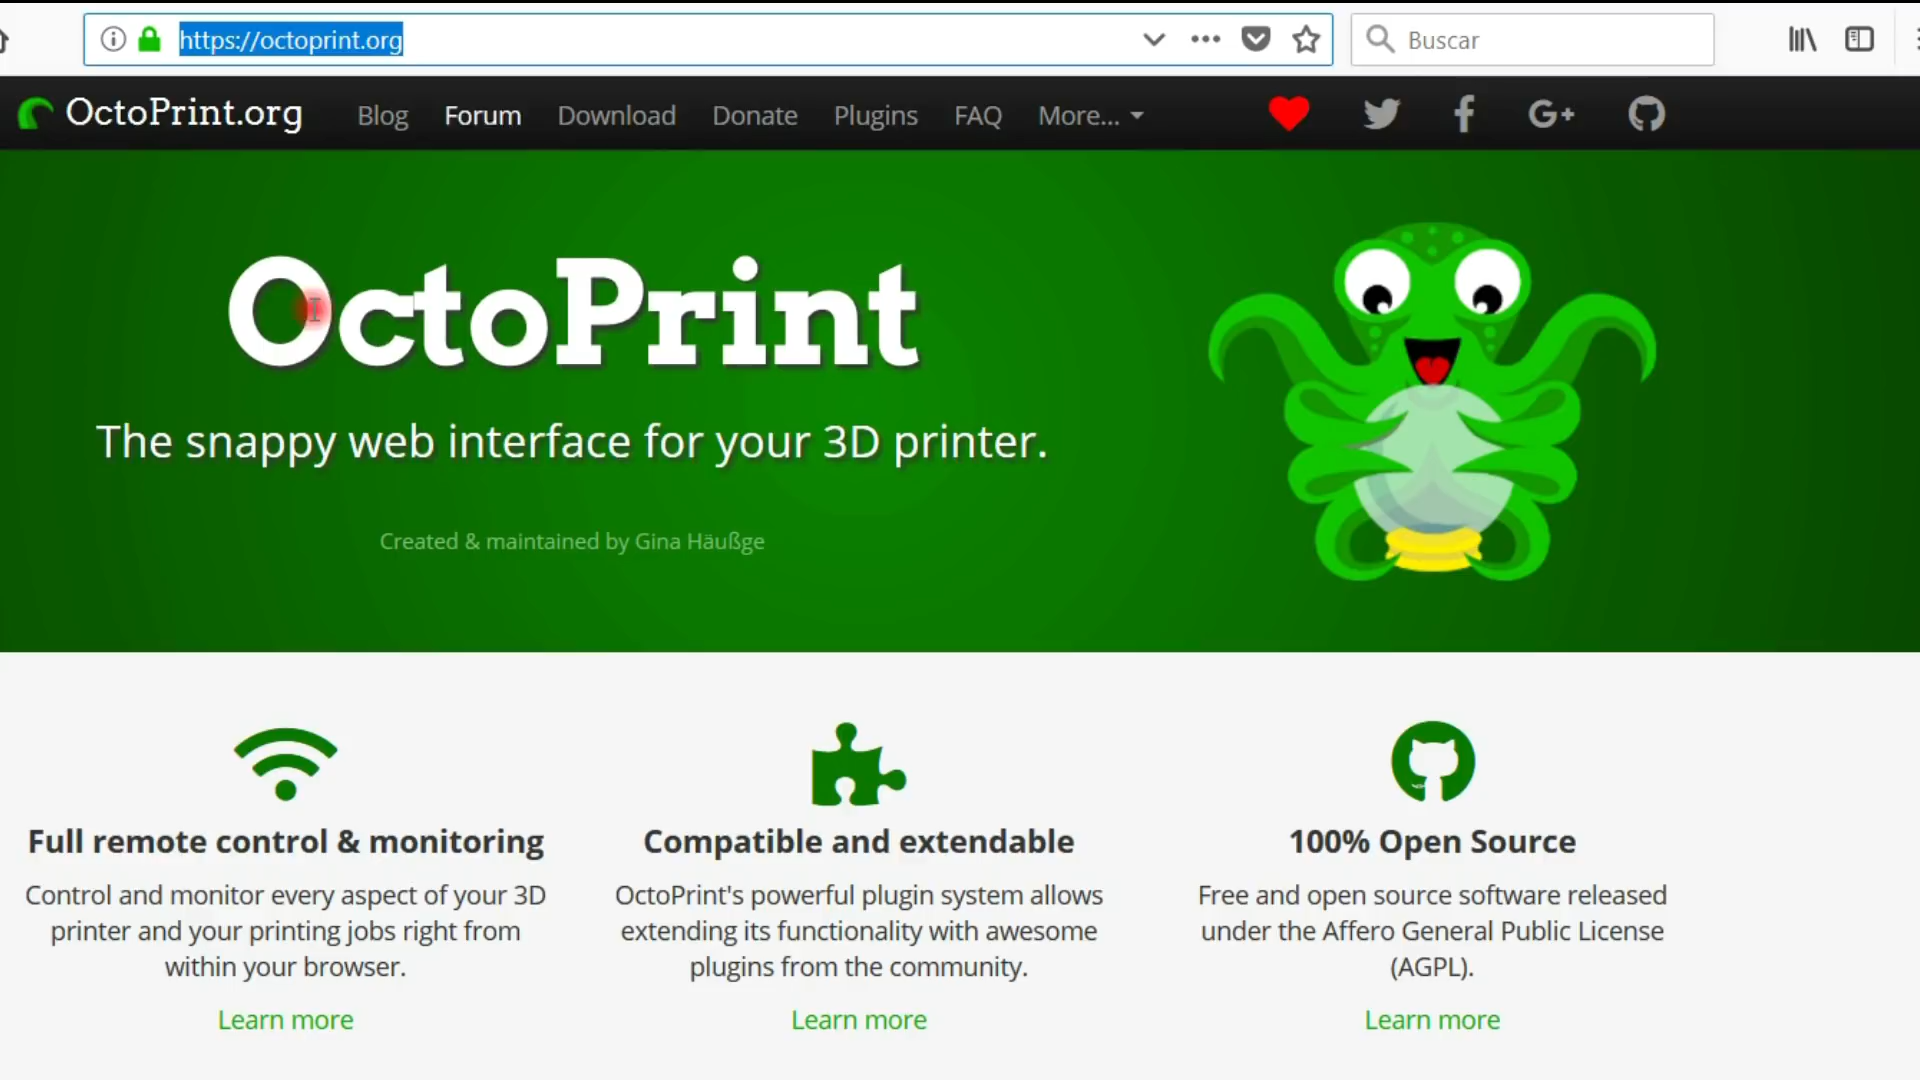 https://octoprint.org
Buscar
OctoPrint.org
Blog
Forum
Download
Donate
Plugins
FAQ
More...
G+
OctoPrint
The snappy web interface for your 3D printer.
Created & maintained by Gina Häußge
Full remote control & monitoring
Control and monitor every aspect of your 3D
printer and your printing jobs right from
within your browser.
Learn more
Compatible and extendable
OctoPrint's powerful plugin system allows
extending its functionality with awesome
plugins from the community.
Learn more
100% Open Source
Free and open source software released
under the Affero General Public License
(AGPL).
Learn more